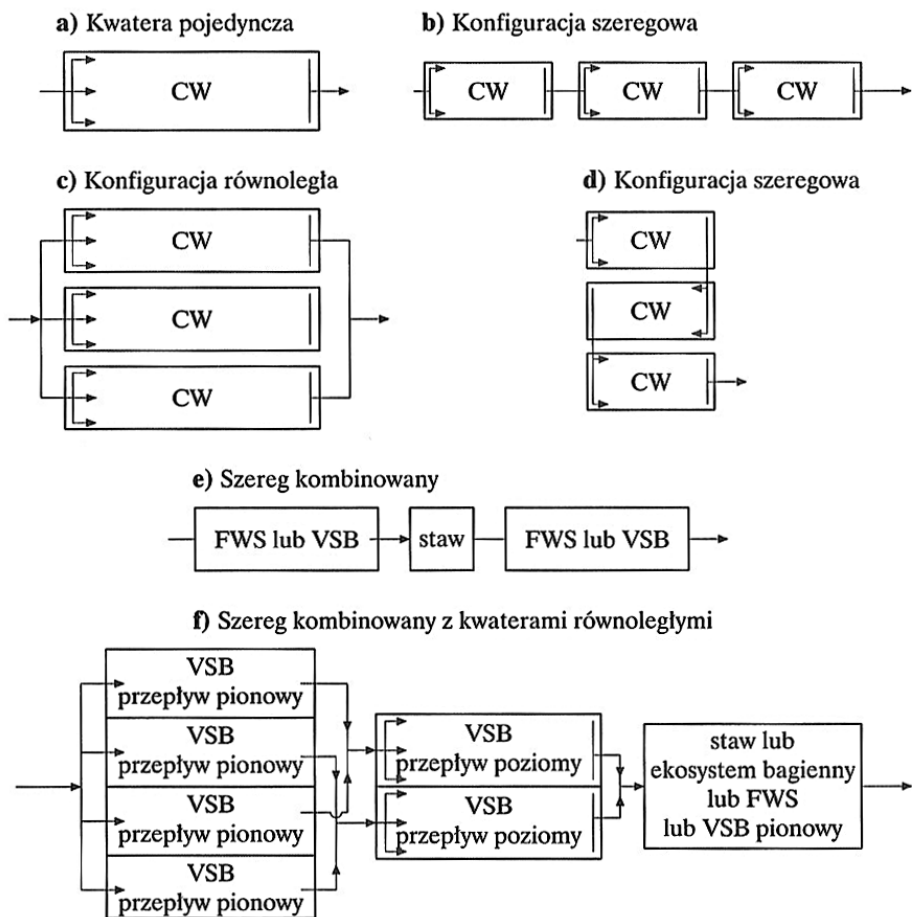 a) Kwatera pojedyncza
CW
b) Konfiguracja szeregowa
CW
CW
CW
c) Konfiguracja równoległa
CW
CW
CW
d) Konfiguracja szeregowa
CW
CW
CW
e) Szereg kombinowany
FWS lub VSB
staw
FWS lub VSB
f) Szereg kombinowany z kwaterami równoległymi
VSB
przepływ pionowy
VSB
przepływ pionowy
VSB
przepływ pionowy
VSB
przepływ pionowy
VSB
przepływ poziomy
VSB
przepływ poziomy
staw lub
ekosystem bagienny
lub FWS
lub VSB pionowy